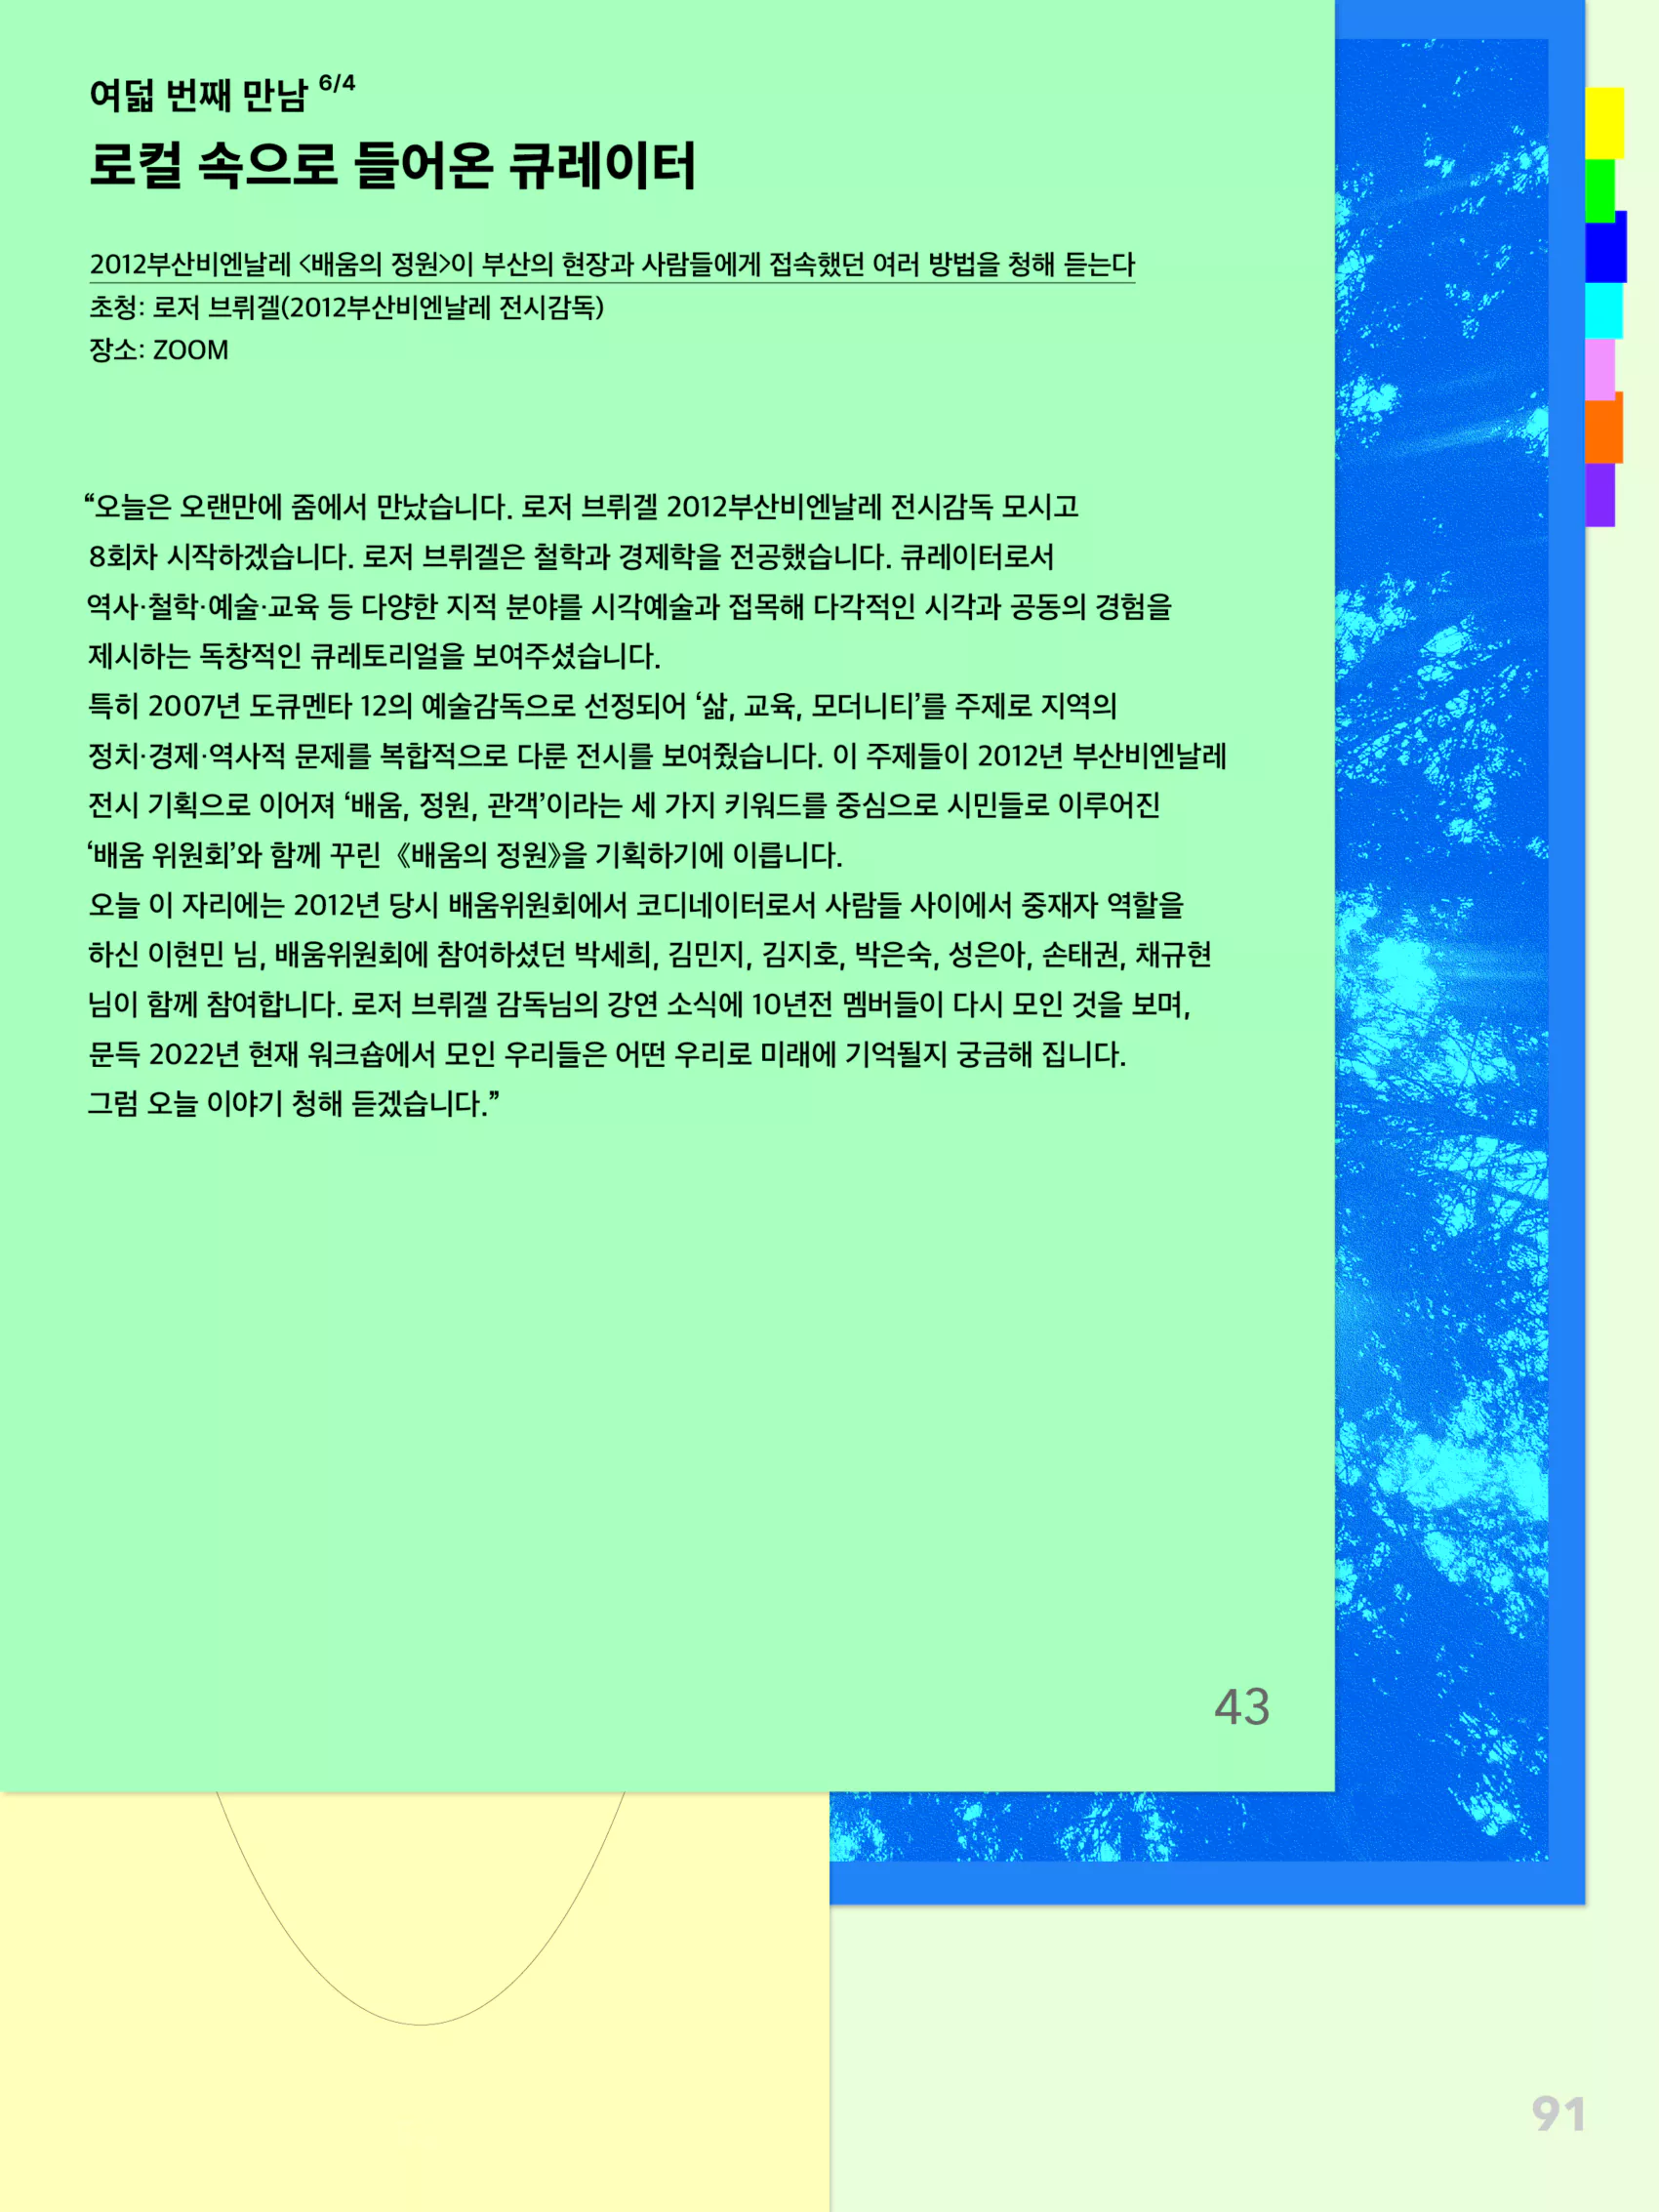 여덟 번째 만남 6/4
로컬 속으로 들어온 큐레이터
2012부산비엔날레 <배움의 정원>이 부산의 현장과 사람들에게 접속했던 여러 방법을 청해 듣는다
초청: 로저 브뤼겔(2012부산비엔날레 전시감독)
장소: ZOOM
“오늘은 오랜만에 줌에서 만났습니다. 로저 브뤼겔 2012부산비엔날레 전시감독 모시고
8회차 시작하겠습니다. 로저 브뤼겔은 철학과 경제학을 전공했습니다. 큐레이터로서
역사·철학·예술·교육 등 다양한 지적 분야를 시각예술과 접목해 다각적인 시각과 공동의 경험을
제시하는 독창적인 큐레토리얼을 보여주셨습니다.
특히 2007년 도큐멘타 12의 예술감독으로 선정되어 ‘삶, 교육, 모더니티’를 주제로 지역의
정치·경제·역사적 문제를 복합적으로 다룬 전시를 보여줬습니다. 이 주제들이 2012년 부산비엔날레
전시 기획으로 이어져 ‘배움, 정원, 관객’이라는 세 가지 키워드를 중심으로 시민들로 이루어진
‘배움 위원회’와 함께 꾸린 《배움의 정원》을 기획하기에 이릅니다.
오늘 이 자리에는 2012년 당시 배움위원회에서 코디네이터로서 사람들 사이에서 중재자 역할을
하신 이현민 님, 배움위원회에 참여하셨던 박세희, 김민지, 김지호, 박은숙, 성은아, 손태권, 채규현
님이 함께 참여합니다. 로저 브뤼겔 감독님의 강연 소식에 10년전 멤버들이 다시 모인 것을 보며,
문득 2022년 현재 워크숍에서 모인 우리들은 어떤 우리로 미래에 기억될지 궁금해 집니다.
그럼 오늘 이야기 청해 듣겠습니다.”
43
91